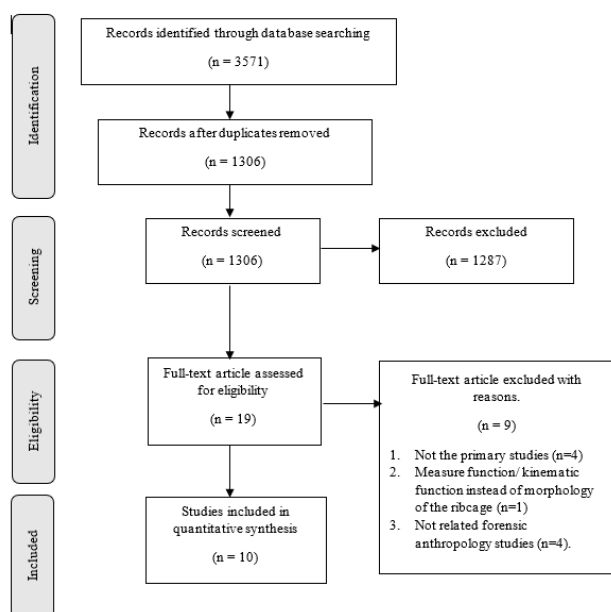 Identification
Records identified through database searching
(n = 3571)
Records after duplicates removed
(n = 1306)
Screening
Records screened
(n = 1306)
Records excluded
(n = 1287)
Eligibility
Full-text article assessed
for eligibility
(n = 19)
Full-text article excluded with
reasons.
(n = 9)
1. Not the primary studies (n=4)
2. Measure function/ kinematic
function instead of morphology
of the ribcage (n=1)
3. Not related forensic
anthropology studies (n=4).
Included
Studies included in
quantitative synthesis
(n = 10)